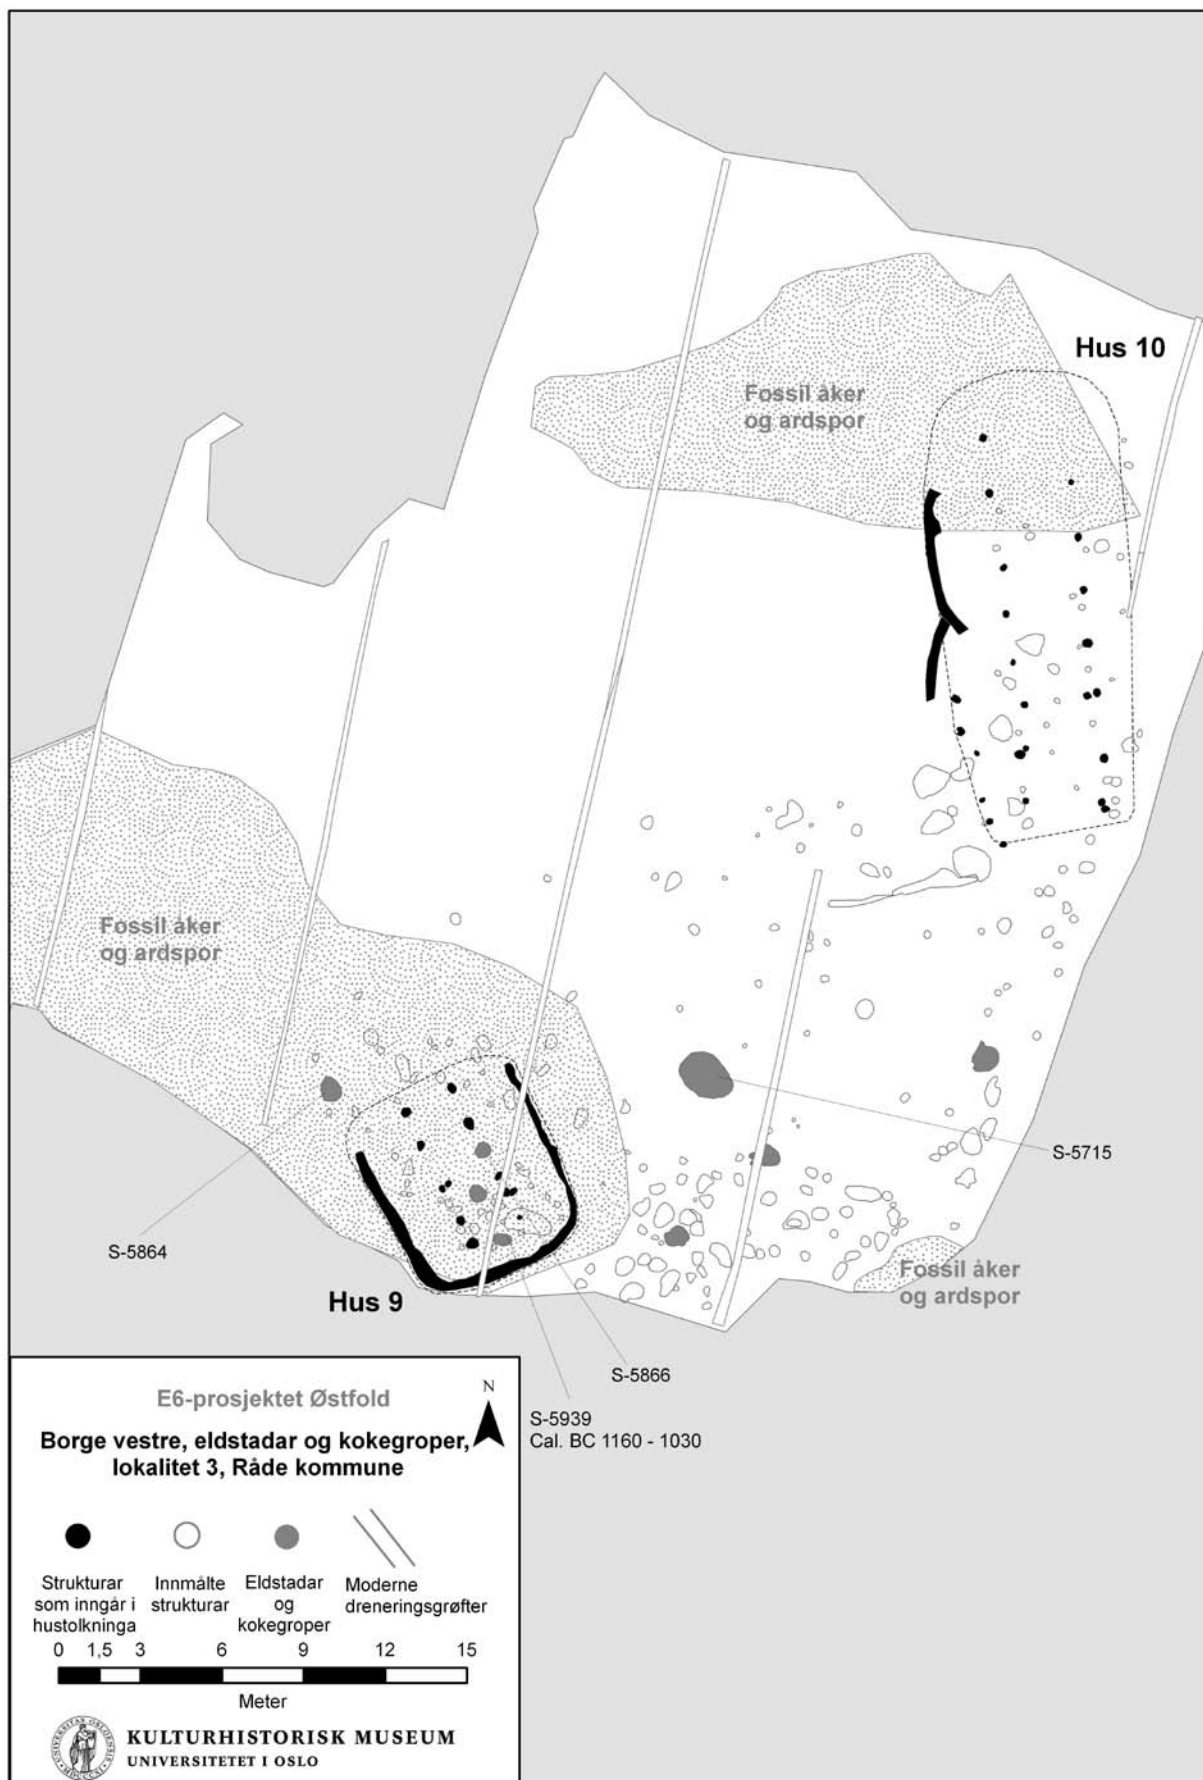 Hus 10
Fossil åker
og ardspor
Fossil åker
og ardspor
S-5715
S-5864
Fossil åker
og ardspor
Hus 9
S-5866
S-5939
Cal. BC 1160 - 1030
E6-prosjektet Østfold
N
Borge vestre, eldstadar og kokegroper,
lokalitet 3, Råde kommune
Strukturar
som inngår i
hustolkninga
Innmålte
strukturar
Eldstadar
og
kokegroper
Moderne
dreneringsgrøfter
0 1,5 3 6 9 12 15
Meter
KULTURHISTORISK MUSEUM
UNIVERSITETET I OSLO